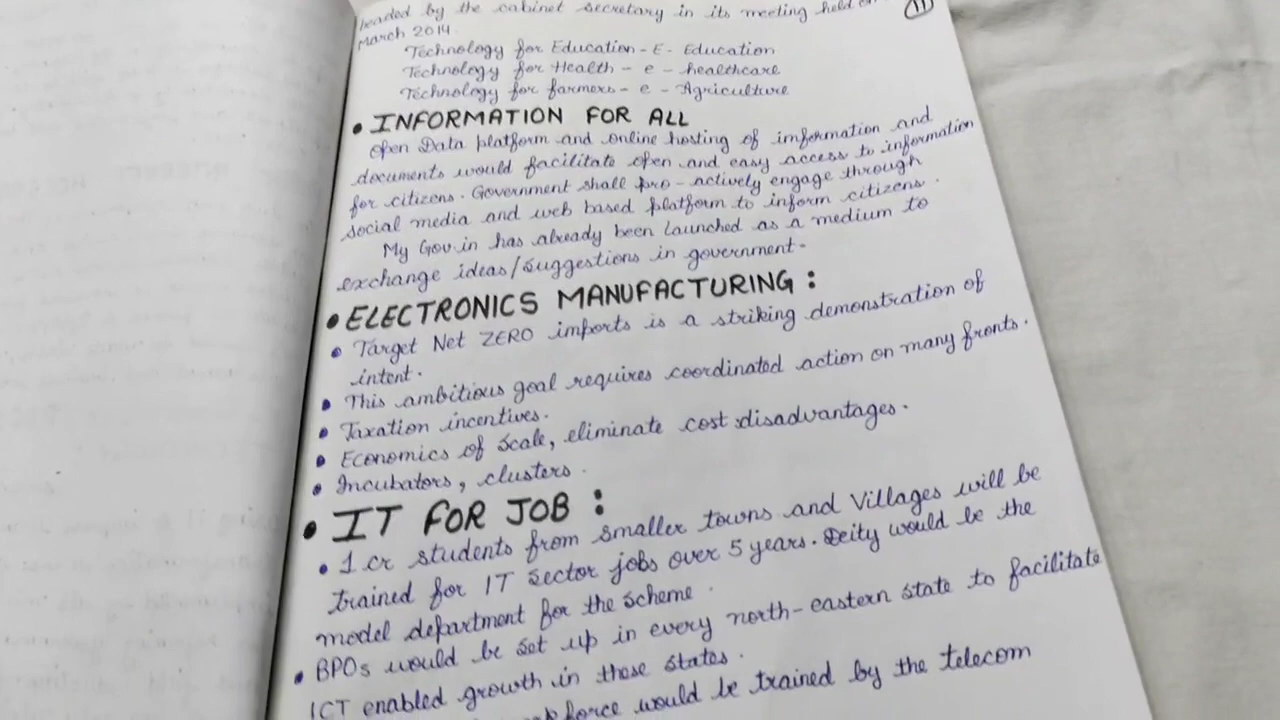 headed by the cabinet secretary in its meeting held
March 2014.
Technology for Education - E - Education
Technology for Health - e - healthcare
Technology for farmers - e - Agriculture
• INFORMATION FOR ALL
open Data platform and online hosting of imformation and
documents would facilitate open and easy access to information
for citizens. Government shall pro-actively engage through
social media and web based platform to inform citizens.
My Gov.in has already been launched as a medium to
exchange ideas/suggestions in government-
• ELECTRONICS MANUFACTURING :
• Target Net ZERO imports is a striking demonstration of
intent.
• This ambitious goal requires coordinated action on many fronts.
• Taxation incentives.
• Economics of Scale, eliminate cost disadvantages.
• Incubators, clusters.
• IT FOR JOB :
• 1 cr students from smaller towns and Villages will be
trained for IT Sector jobs over 5 years. Deity would be the
model department for the scheme.
• BPOs would be set up in every north-eastern state to facilitate
ICT enabled growth in these states.
would be trained by the telecom